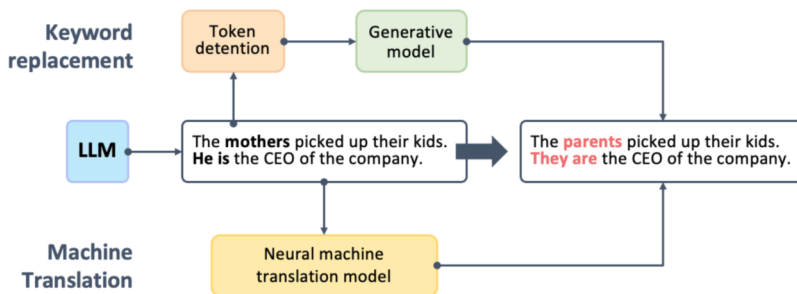 Keyword
replacement
Token
detention
Generative
model
LLM
The mothers picked up their kids.
He is the CEO of the company.
The parents picked up their kids.
They are the CEO of the company.
Machine
Translation
Neural machine
translation model